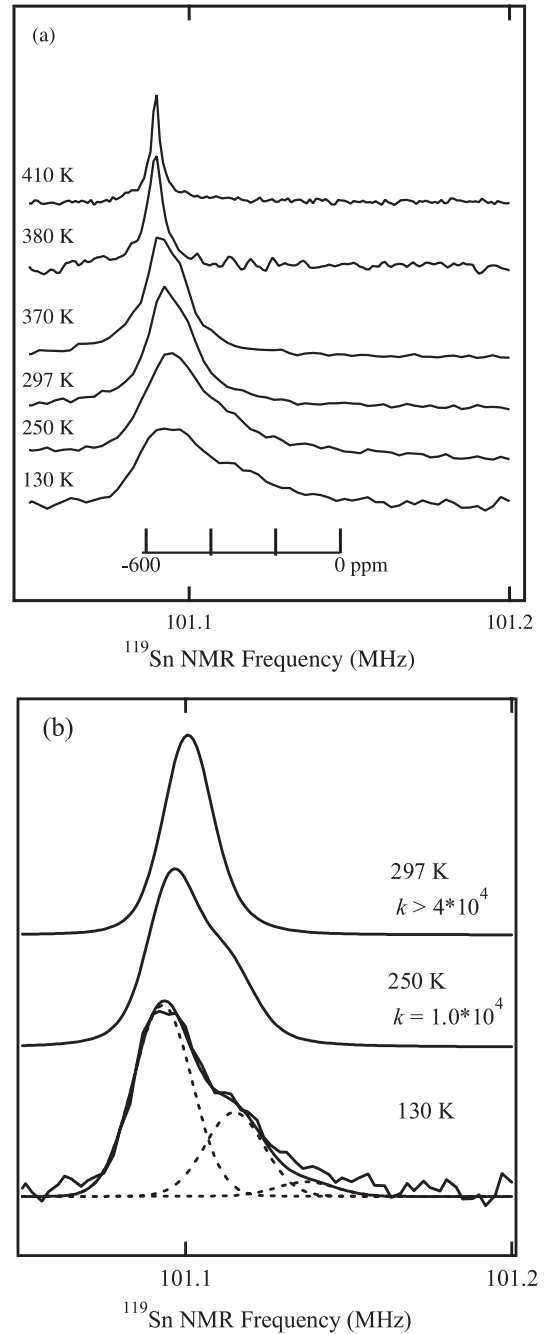 (a)
410 K
380 K
370 K
297 K
250 K
130 K
-600 0 ppm
101.1 101.2
¹¹⁹Sn NMR Frequency (MHz)
(b)
297 K
k > 4*10⁴
250 K
k = 1.0*10⁴
130 K
101.1 101.2
¹¹⁹Sn NMR Frequency (MHz)